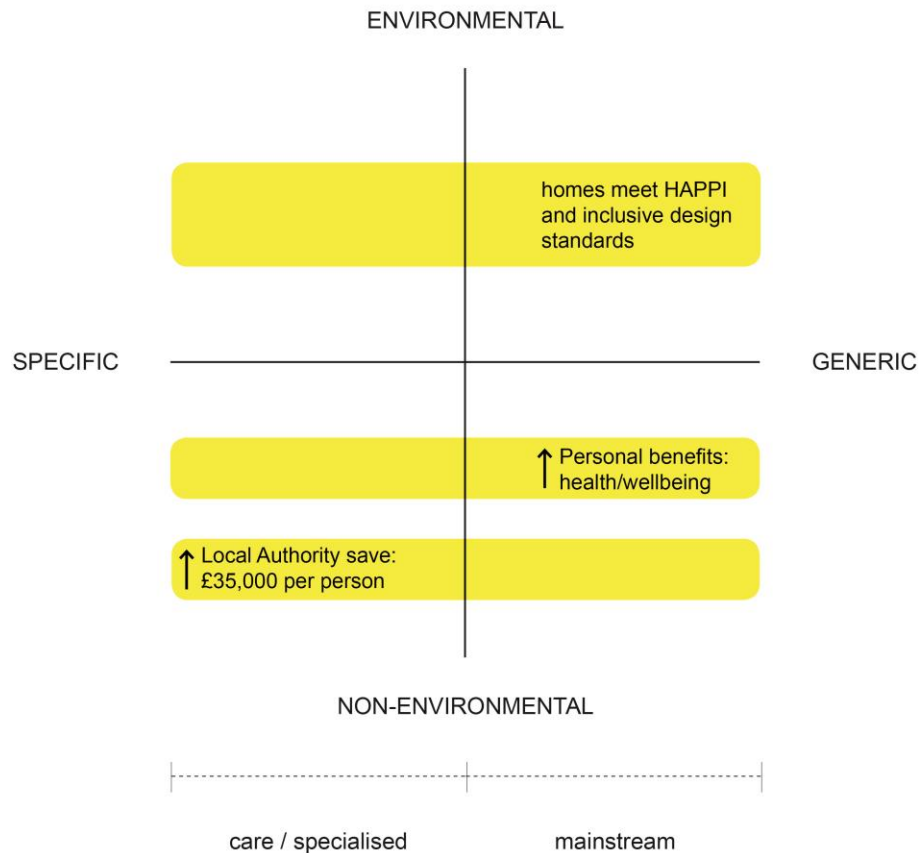 ENVIRONMENTAL
homes meet HAPPI
and inclusive design
standards
SPECIFIC
GENERIC
Personal benefits:
health/wellbeing
Local Authority save:
£35,000 per person
NON-ENVIRONMENTAL
care / specialised
mainstream